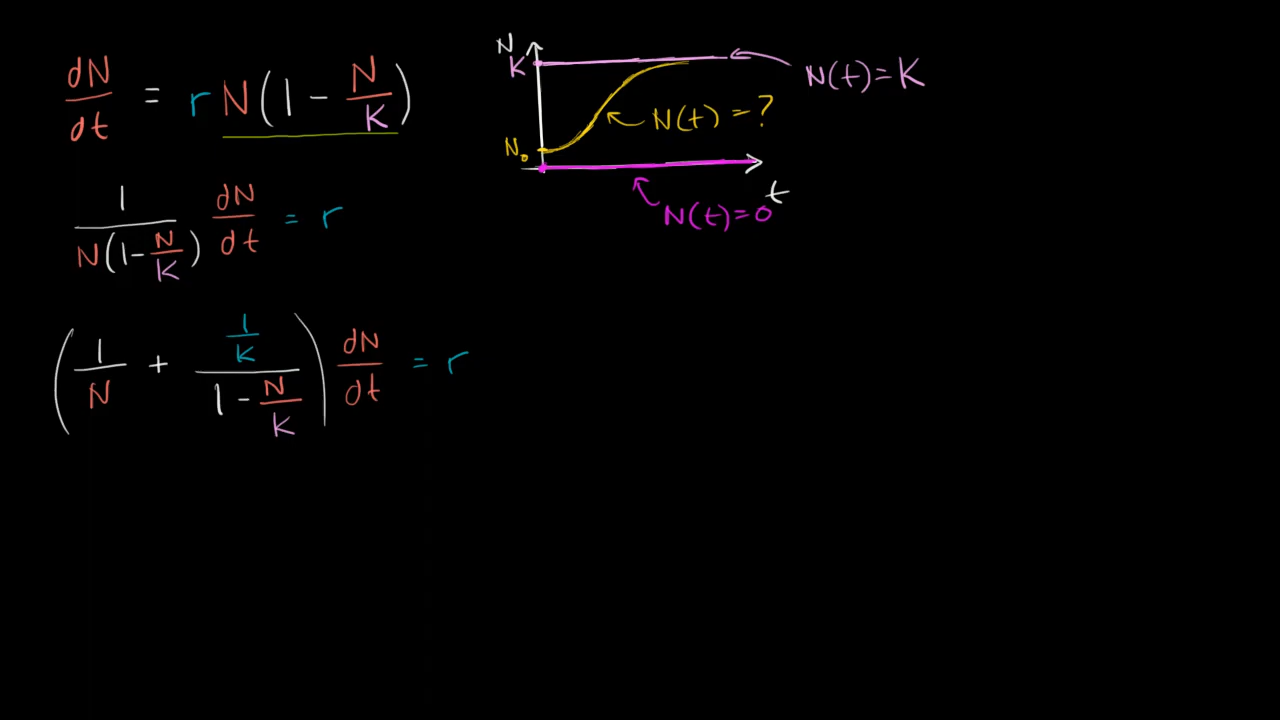 dN/dt = rN(1 - N/K)
1/(N(1 - N/K)) dN/dt = r
(1/N + (1/K)/(1 - N/K)) dN/dt = r
N
K
N(t) = K
N(t) = ?
N₀
t
N(t) = 0